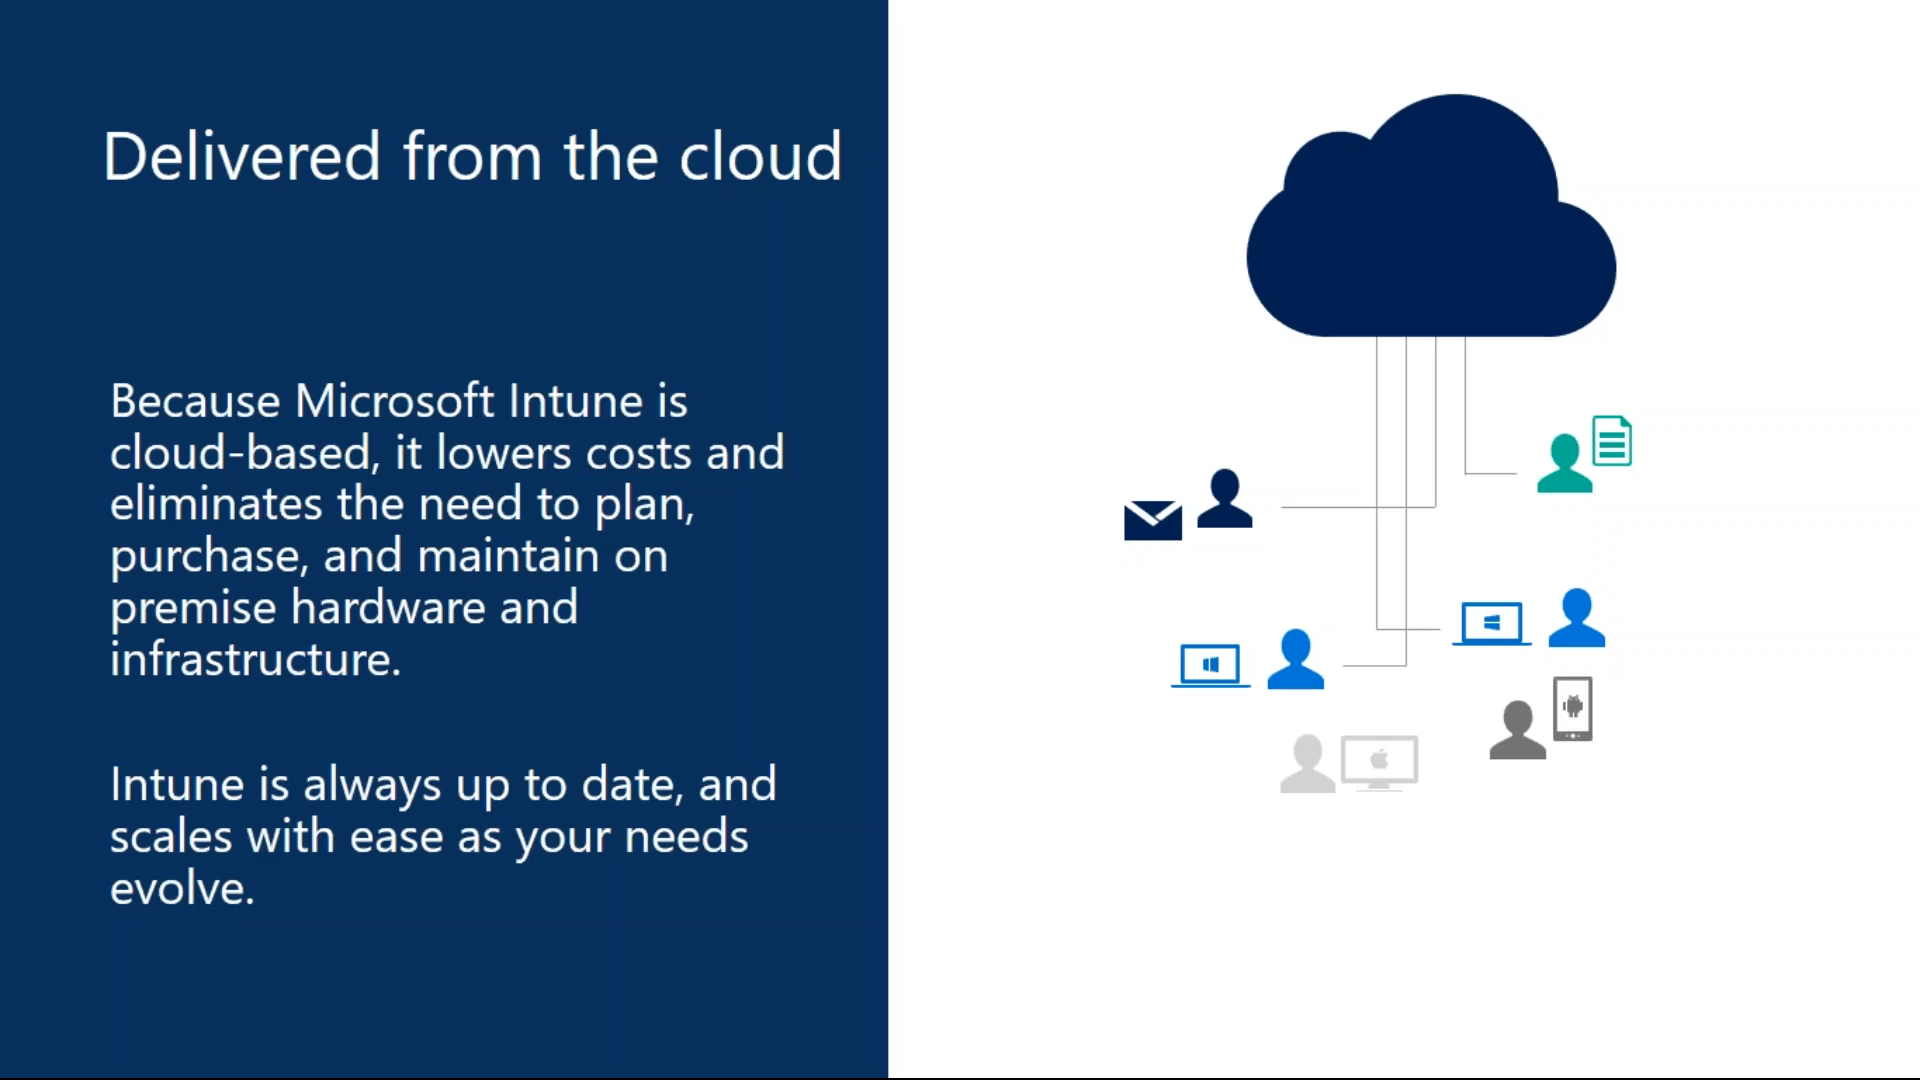 Delivered from the cloud
Because Microsoft Intune is
cloud-based, it lowers costs and
eliminates the need to plan,
purchase, and maintain on
premise hardware and
infrastructure.
Intune is always up to date, and
scales with ease as your needs
evolve.